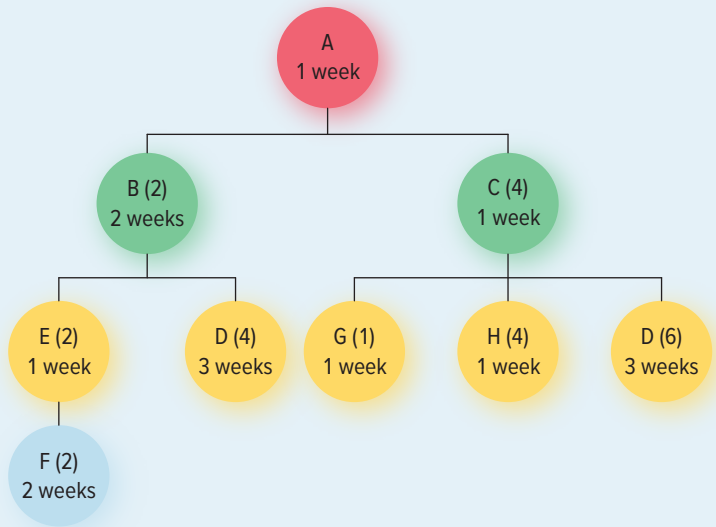 A
1 week
B (2)
2 weeks
C (4)
1 week
E (2)
1 week
D (4)
3 weeks
G (1)
1 week
H (4)
1 week
D (6)
3 weeks
F (2)
2 weeks